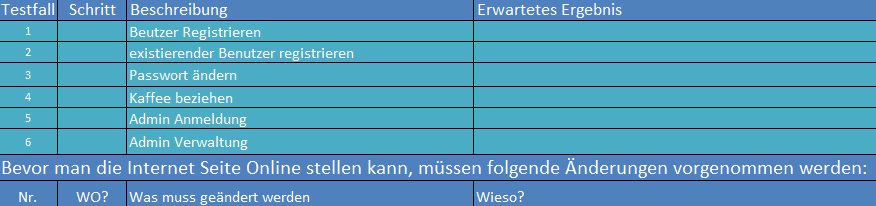 Testfall Schritt Beschreibung Erwartetes Ergebnis
1 Beutzer Registrieren
2 existierender Benutzer registrieren
3 Passwort ändern
4 Kaffee beziehen
5 Admin Anmeldung
6 Admin Verwaltung
Bevor man die Internet Seite Online stellen kann, müssen folgende Änderungen vorgenommen werden:
Nr. WO? Was muss geändert werden Wieso?